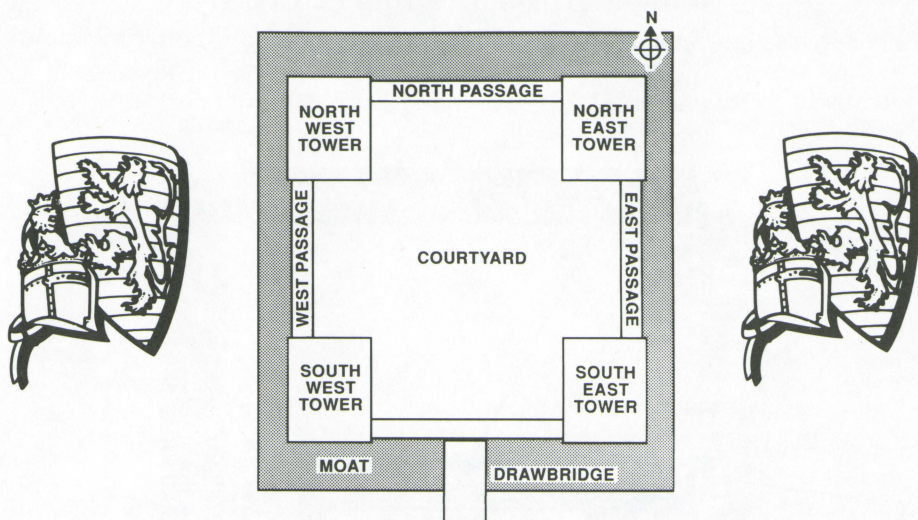 N
NORTH PASSAGE
NORTH
WEST
TOWER
NORTH
EAST
TOWER
WEST PASSAGE
COURTYARD
EAST PASSAGE
SOUTH
WEST
TOWER
SOUTH
EAST
TOWER
MOAT
DRAWBRIDGE